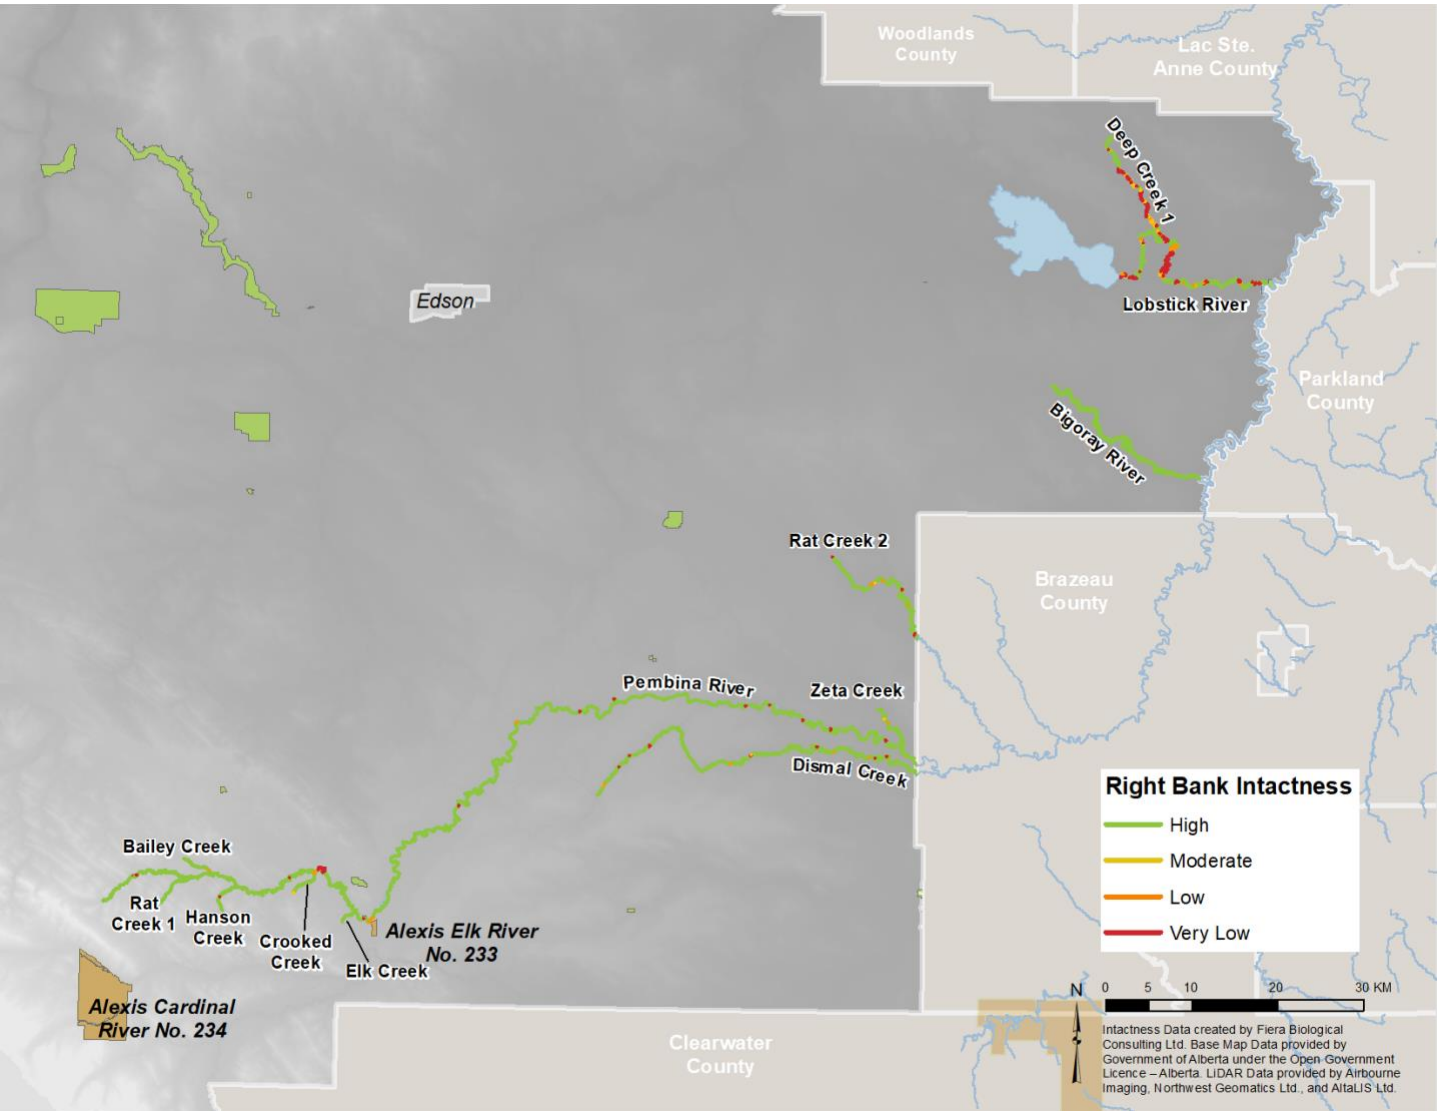 Woodlands
County
Lac Ste.
Anne County
Deep Creek 1
Edson
Lobstick River
Parkland
County
Bigoray River
Rat Creek 2
Brazeau
County
Pembina River
Zeta Creek
Dismal Creek
Right Bank Intactness
High
Moderate
Low
Very Low
Bailey Creek
Rat
Creek 1
Hanson
Creek
Crooked
Creek
Elk Creek
Alexis Elk River
No. 233
Alexis Cardinal
River No. 234
Clearwater
County
N
0 5 10 20 30 KM
Intactness Data created by Fiera Biological
Consulting Ltd. Base Map Data provided by
Government of Alberta under the Open Government
Licence – Alberta. LiDAR Data provided by Airbourne
Imaging, Northwest Geomatics Ltd., and AltaLIS Ltd.